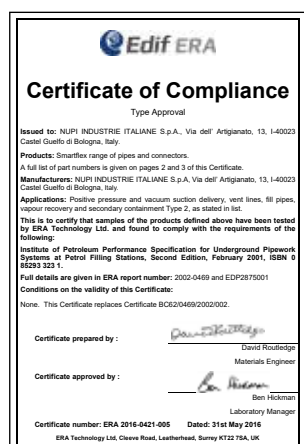 Edif ERA
Certificate of Compliance
Type Approval
Issued to: NUPI INDUSTRIE ITALIANE S.p.A., Via dell' Artigianato, 13, I-40023
Castel Guelfo di Bologna, Italy.
Products: Smartflex range of pipes and connectors.
A full list of part numbers is given on pages 2 and 3 of this Certificate.
Manufacturers: NUPI INDUSTRIE ITALIANE S.p.A, Via dell' Artigianato, 13, I-40023
Castel Guelfo di Bologna, Italy.
Applications: Positive pressure and vacuum suction delivery, vent lines, fill pipes,
vapour recovery and secondary containment Type 2, as stated in list.
This is to certify that samples of the products defined above have been tested
by ERA Technology Ltd. and found to comply with the requirements of the
following:
Institute of Petroleum Performance Specification for Underground Pipework
Systems at Petrol Filling Stations, Second Edition, February 2001, ISBN 0
85293 323 1.
Full details are given in ERA report number: 2002-0469 and EDP2875001
Conditions on the validity of this Certificate:
None. This Certificate replaces Certificate BC62/0469/2002/002.
Certificate prepared by :
David Routledge
David Routledge
Materials Engineer
Certificate approved by :
Ben Hickman
Ben Hickman
Laboratory Manager
Certificate number: ERA 2016-0421-005 Dated: 31st May 2016
ERA Technology Ltd, Cleeve Road, Leatherhead, Surrey KT22 7SA, UK